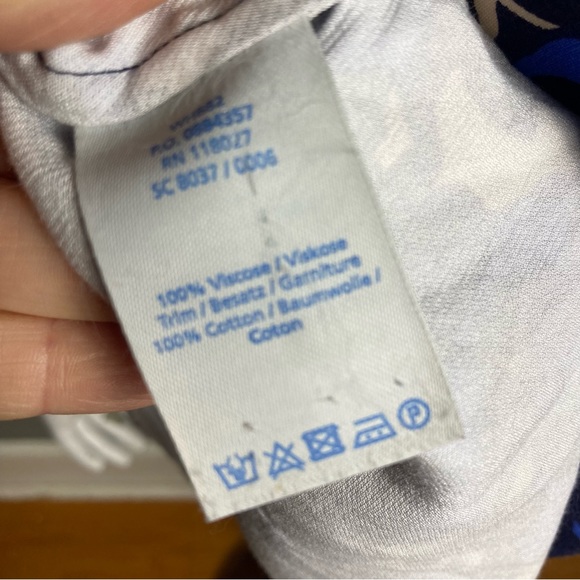 P.O. 0884357
RN 118027
SC 8037 / 0006
100% Viscose / Viskose
Trim / Besatz / Garniture
100% Cotton / Baumwolle /
Coton
P